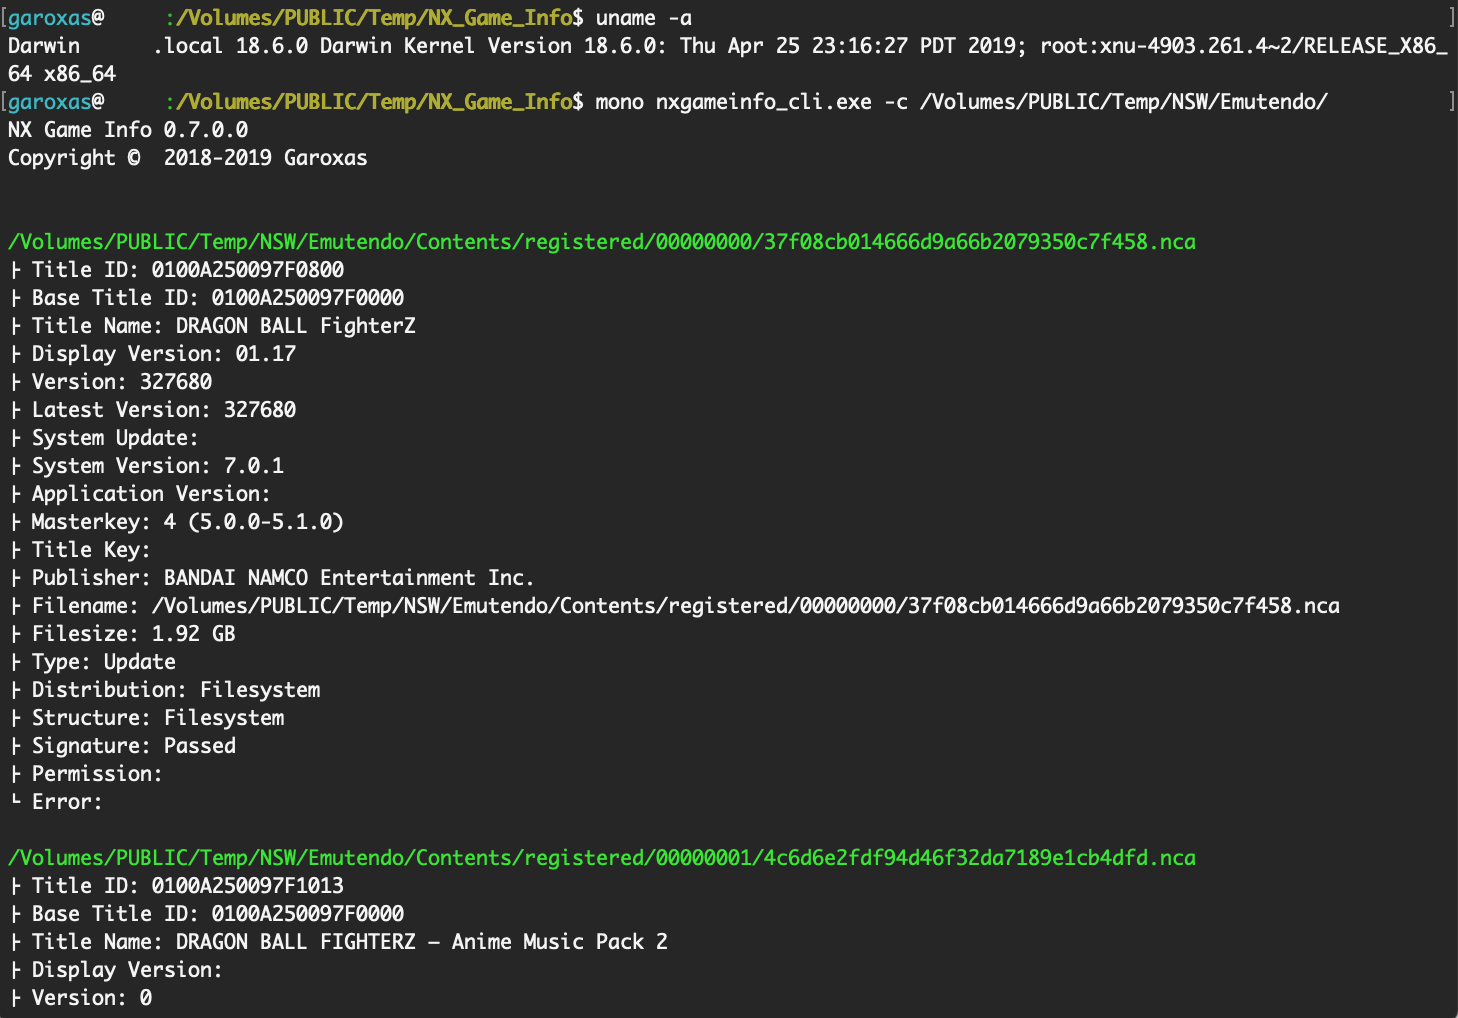 [garoxas@ :/Volumes/PUBLIC/Temp/NX_Game_Info$ uname -a ]
Darwin .local 18.6.0 Darwin Kernel Version 18.6.0: Thu Apr 25 23:16:27 PDT 2019; root:xnu-4903.261.4~2/RELEASE_X86_
64 x86_64
[garoxas@ :/Volumes/PUBLIC/Temp/NX_Game_Info$ mono nxgameinfo_cli.exe -c /Volumes/PUBLIC/Temp/NSW/Emutendo/ ]
NX Game Info 0.7.0.0
Copyright © 2018-2019 Garoxas
/Volumes/PUBLIC/Temp/NSW/Emutendo/Contents/registered/00000000/37f08cb014666d9a66b2079350c7f458.nca
├ Title ID: 0100A250097F0800
├ Base Title ID: 0100A250097F0000
├ Title Name: DRAGON BALL FighterZ
├ Display Version: 01.17
├ Version: 327680
├ Latest Version: 327680
├ System Update:
├ System Version: 7.0.1
├ Application Version:
├ Masterkey: 4 (5.0.0-5.1.0)
├ Title Key:
├ Publisher: BANDAI NAMCO Entertainment Inc.
├ Filename: /Volumes/PUBLIC/Temp/NSW/Emutendo/Contents/registered/00000000/37f08cb014666d9a66b2079350c7f458.nca
├ Filesize: 1.92 GB
├ Type: Update
├ Distribution: Filesystem
├ Structure: Filesystem
├ Signature: Passed
├ Permission:
└ Error:
/Volumes/PUBLIC/Temp/NSW/Emutendo/Contents/registered/00000001/4c6d6e2fdf94d46f32da7189e1cb4dfd.nca
├ Title ID: 0100A250097F1013
├ Base Title ID: 0100A250097F0000
├ Title Name: DRAGON BALL FIGHTERZ – Anime Music Pack 2
├ Display Version:
├ Version: 0